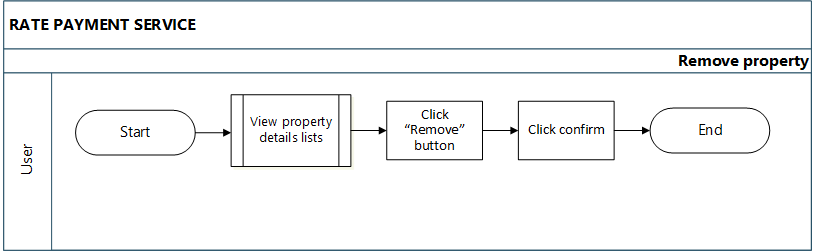 RATE PAYMENT SERVICE
Remove property
User
Start
View property
details lists
Click
“Remove”
button
Click confirm
End